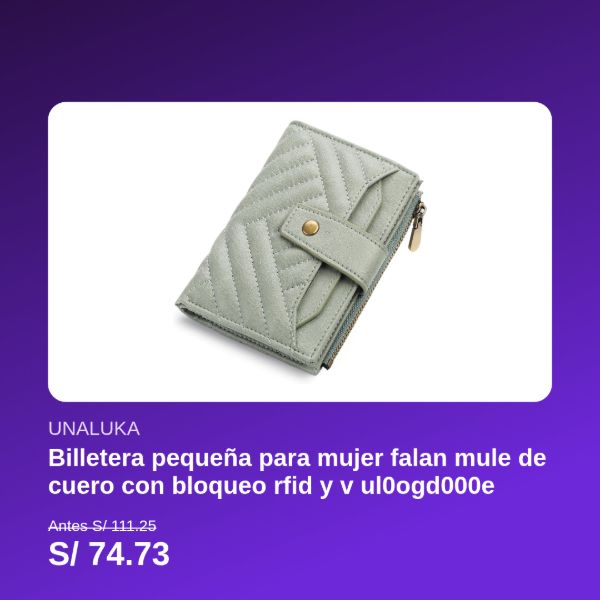 UNALUKA
Billetera pequeña para mujer falan mule de
cuero con bloqueo rfid y v ul0ogd000e
Antes S/ 111.25
S/ 74.73